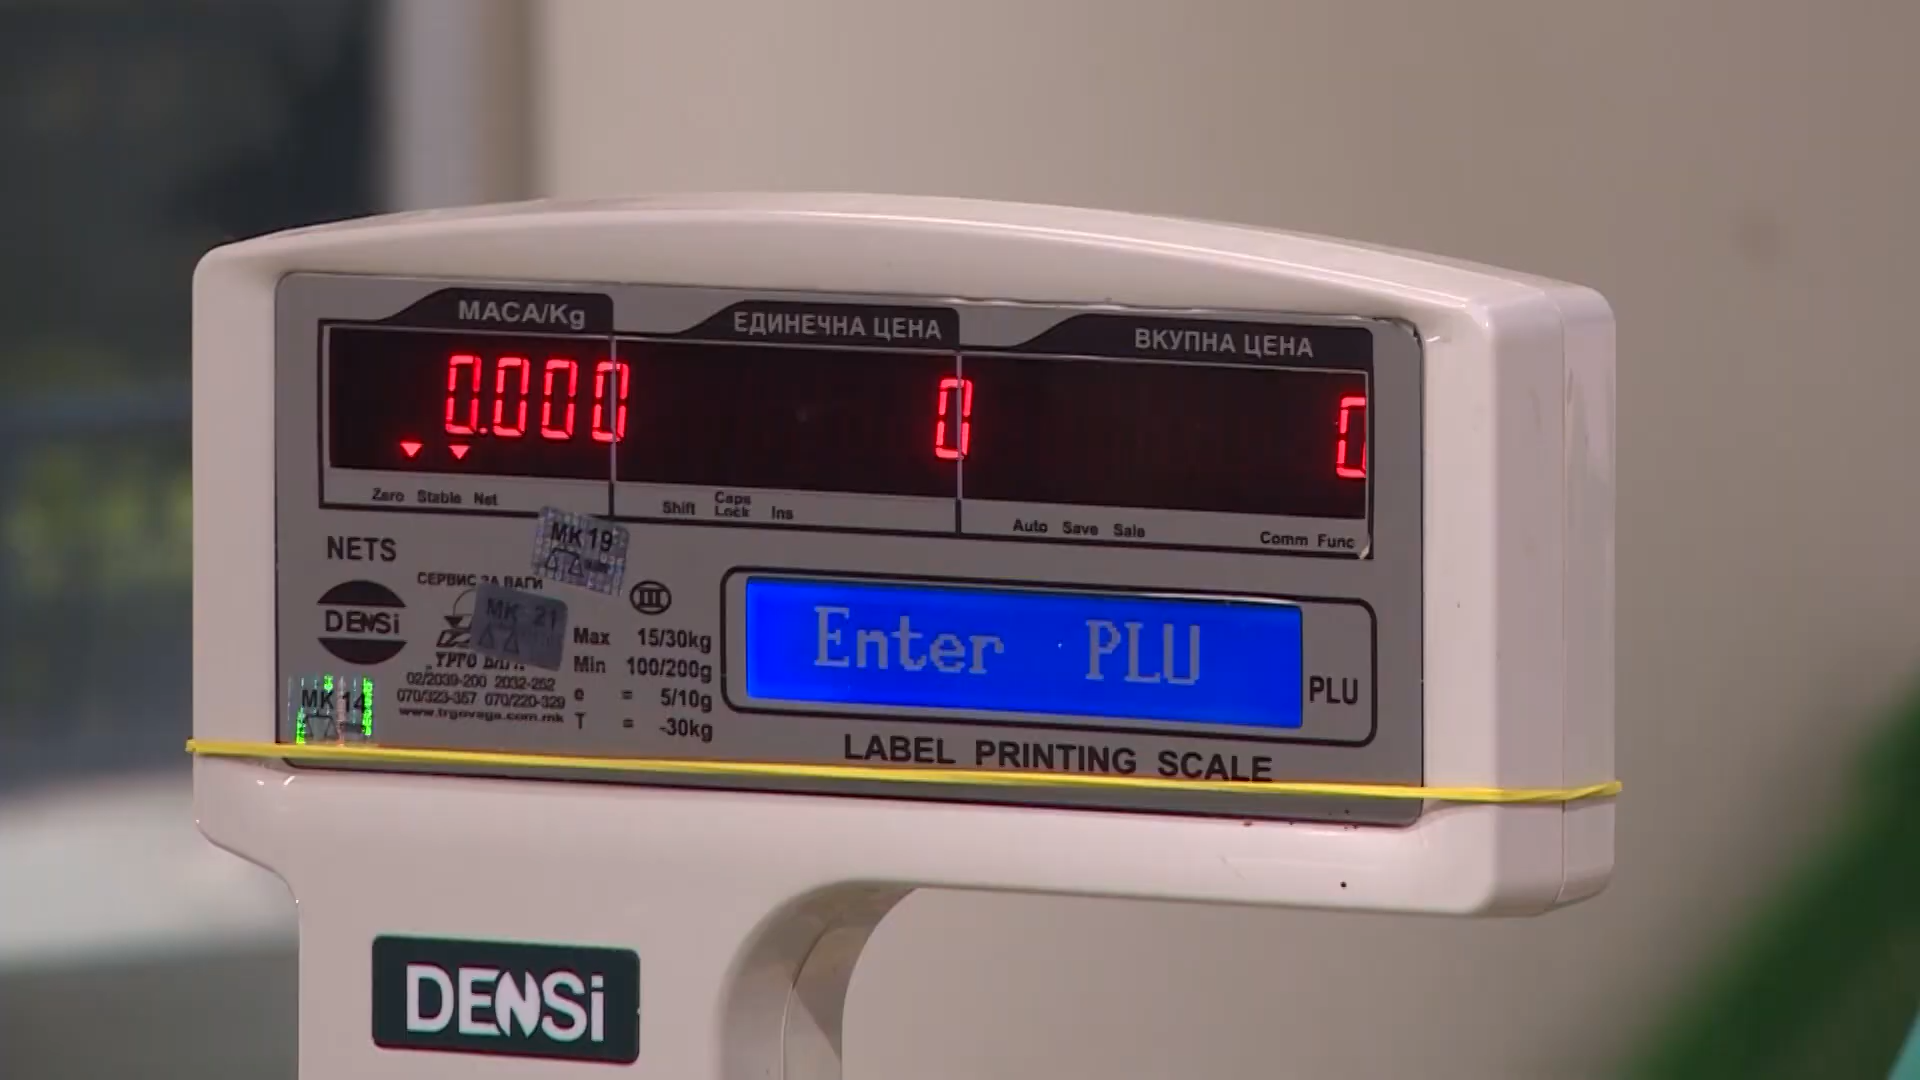 МАСА/Kg
ЕДИНЕЧНА ЦЕНА
ВКУПНА ЦЕНА
0.000
0
0
Zero Stable Net
Shift Caps Lock Ins
Auto Save Sale
Comm Func
NETS
DENSi
СЕРВИС ЗА ВАГИ
MK 19
MK 21
MK 14
02/2039-200 2032-262
070/323-357 070/220-329
www.trgovaga.com.mk
III
Max 15/30kg
Min 100/200g
e = 5/10g
T = -30kg
Enter PLU
PLU
LABEL PRINTING SCALE
DENSi